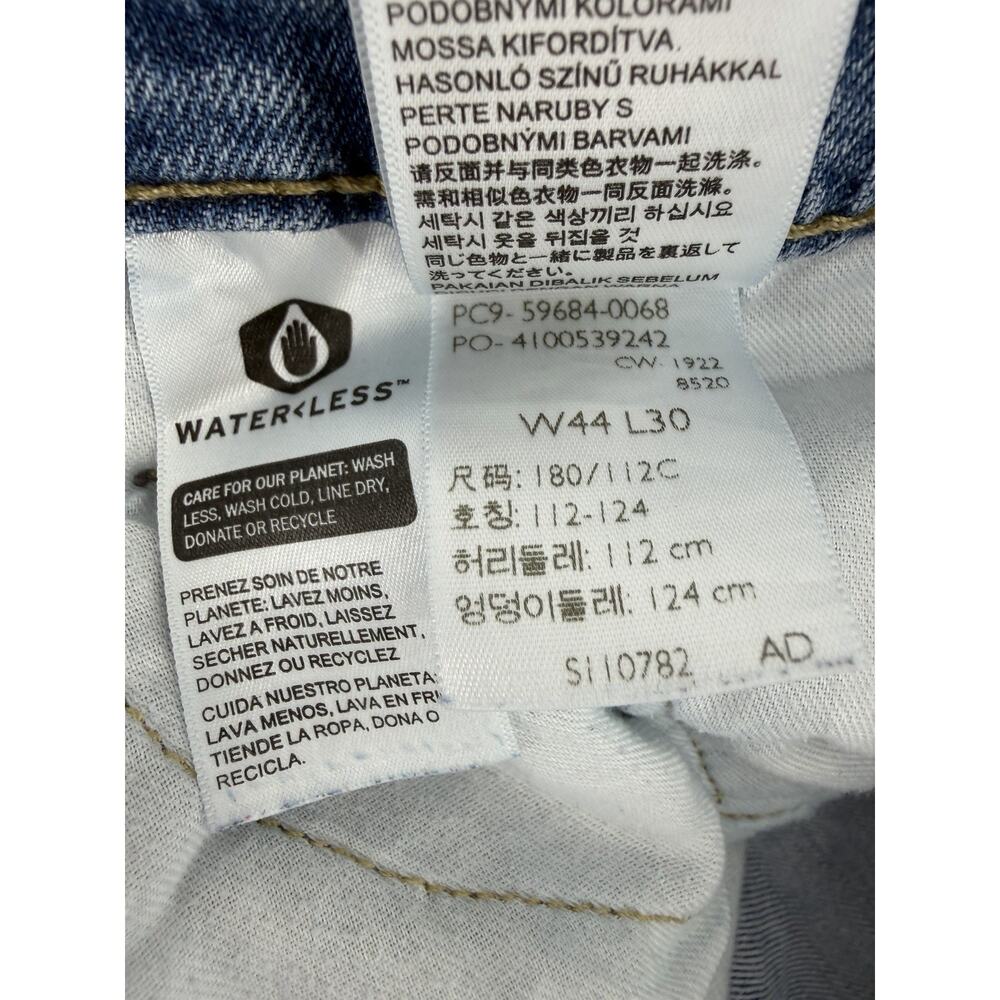 PODOBNYMI KOLORAMI
MOSSA KIFORDÍTVA.
HASONLÓ SZÍNŰ RUHÁKKAL
PERTE NARUBY S
PODOBNÝMI BARVAMI
请反面并与同类色衣物一起洗涤。
需和相似色衣物一同反面洗滌。
세탁시 같은 색상끼리 하십시요
세탁시 옷을 뒤집을 것
同じ色物と一緒に製品を裏返して
洗ってください。
PAKAIAN DIBALIK SEBELUM
PC9- 59684-0068
PO- 4100539242
CW- 1922
8520
W44 L30
尺码: 180/112C
호칭: 112-124
허리둘레: 112 cm
엉덩이둘레: 124 cm
S110782 AD
WATER<LESS™
CARE FOR OUR PLANET: WASH
LESS, WASH COLD, LINE DRY,
DONATE OR RECYCLE
PRENEZ SOIN DE NOTRE
PLANETE: LAVEZ MOINS,
LAVEZ A FROID, LAISSEZ
SECHER NATURELLEMENT,
DONNEZ OU RECYCLEZ
CUIDA NUESTRO PLANETA:
LAVA MENOS, LAVA EN
TIENDE LA ROPA, DONA O
RECICLA.